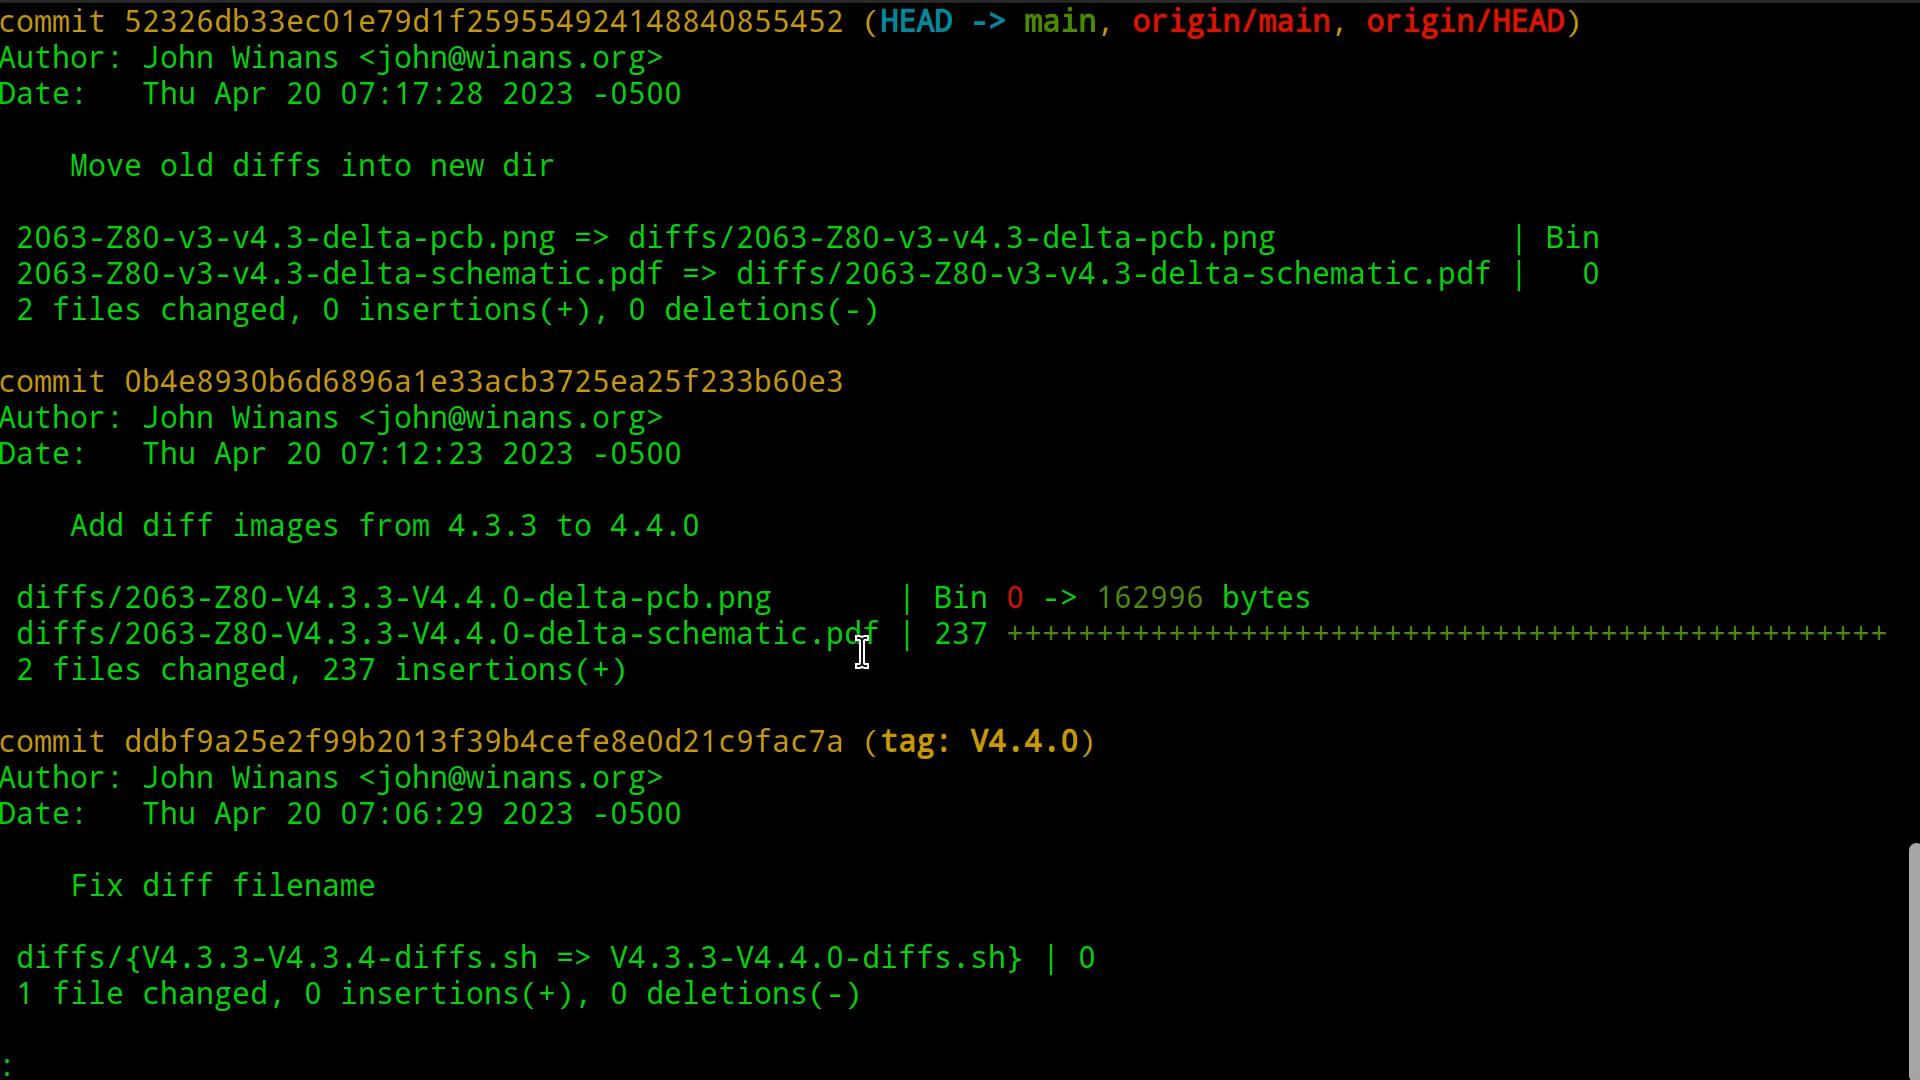 commit 52326db33ec01e79d1f259554924148840855452 (HEAD -> main, origin/main, origin/HEAD)
Author: John Winans <john@winans.org>
Date:   Thu Apr 20 07:17:28 2023 -0500

    Move old diffs into new dir

 2063-Z80-v3-v4.3-delta-pcb.png => diffs/2063-Z80-v3-v4.3-delta-pcb.png             | Bin
 2063-Z80-v3-v4.3-delta-schematic.pdf => diffs/2063-Z80-v3-v4.3-delta-schematic.pdf |   0
 2 files changed, 0 insertions(+), 0 deletions(-)

commit 0b4e8930b6d6896a1e33acb3725ea25f233b60e3
Author: John Winans <john@winans.org>
Date:   Thu Apr 20 07:12:23 2023 -0500

    Add diff images from 4.3.3 to 4.4.0

 diffs/2063-Z80-V4.3.3-V4.4.0-delta-pcb.png       | Bin 0 -> 162996 bytes
 diffs/2063-Z80-V4.3.3-V4.4.0-delta-schematic.pdf | 237 +++++++++++++++++++++++++++++++++++++++++++++++++
 2 files changed, 237 insertions(+)

commit ddbf9a25e2f99b2013f39b4cefe8e0d21c9fac7a (tag: V4.4.0)
Author: John Winans <john@winans.org>
Date:   Thu Apr 20 07:06:29 2023 -0500

    Fix diff filename

 diffs/{V4.3.3-V4.3.4-diffs.sh => V4.3.3-V4.4.0-diffs.sh} | 0
 1 file changed, 0 insertions(+), 0 deletions(-)

: